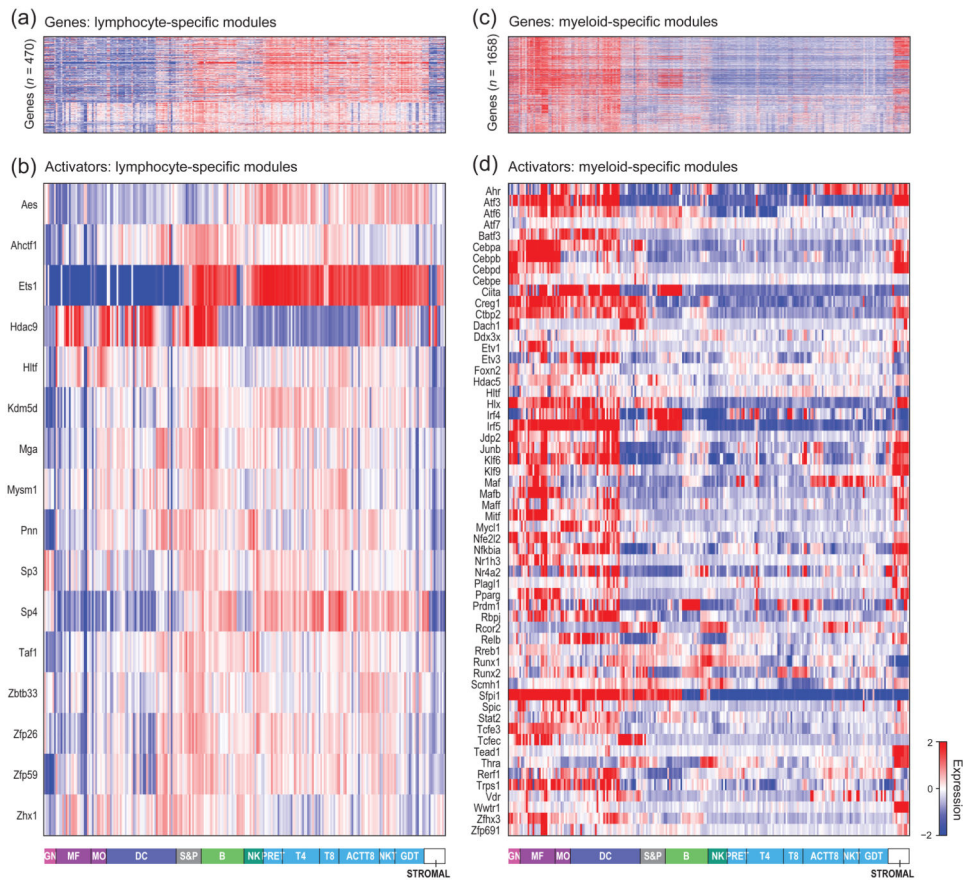 (a) Genes: lymphocyte-specific modules
Genes (n = 470)
(c) Genes: myeloid-specific modules
Genes (n = 1658)
(b) Activators: lymphocyte-specific modules
Aes
Ahctf1
Ets1
Hdac9
Hltf
Kdm5d
Mga
Mysm1
Pnn
Sp3
Sp4
Taf1
Zbtb33
Zfp26
Zfp59
Zhx1
GN MF MO DC S&P B NK PRET T4 T8 ACTT8 NKT GDT
STROMAL
(d) Activators: myeloid-specific modules
Ahr
Atf3
Atf6
Atf7
Batf3
Cebpa
Cebpb
Cebpd
Cebpe
Ciita
Creg1
Ctbp2
Dach1
Ddx3x
Etv1
Etv3
Foxn2
Hdac5
Hltf
Hlx
Irf4
Irf5
Jdp2
Junb
Klf6
Klf9
Maf
Mafb
Maff
Mitf
Mycl1
Nfe2l2
Nfkbia
Nr1h3
Nr4a2
Plagl1
Pparg
Prdm1
Rbpj
Rcor2
Relb
Rreb1
Runx1
Runx2
Scmh1
Sfpi1
Spic
Stat2
Tcfe3
Tcfec
Tead1
Thra
Rerf1
Trps1
Vdr
Wwtr1
Zfhx3
Zfp691
GN MF MO DC S&P B NK PRET T4 T8 ACTT8 NKT GDT
STROMAL
2
0
−2
Expression